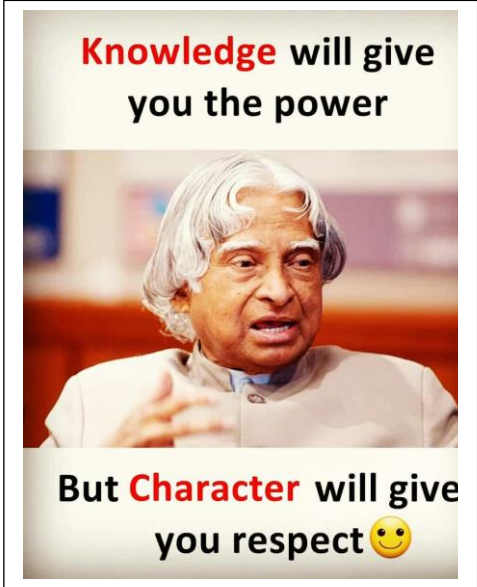 Knowledge will give
you the power
But Character will give
you respect🙂